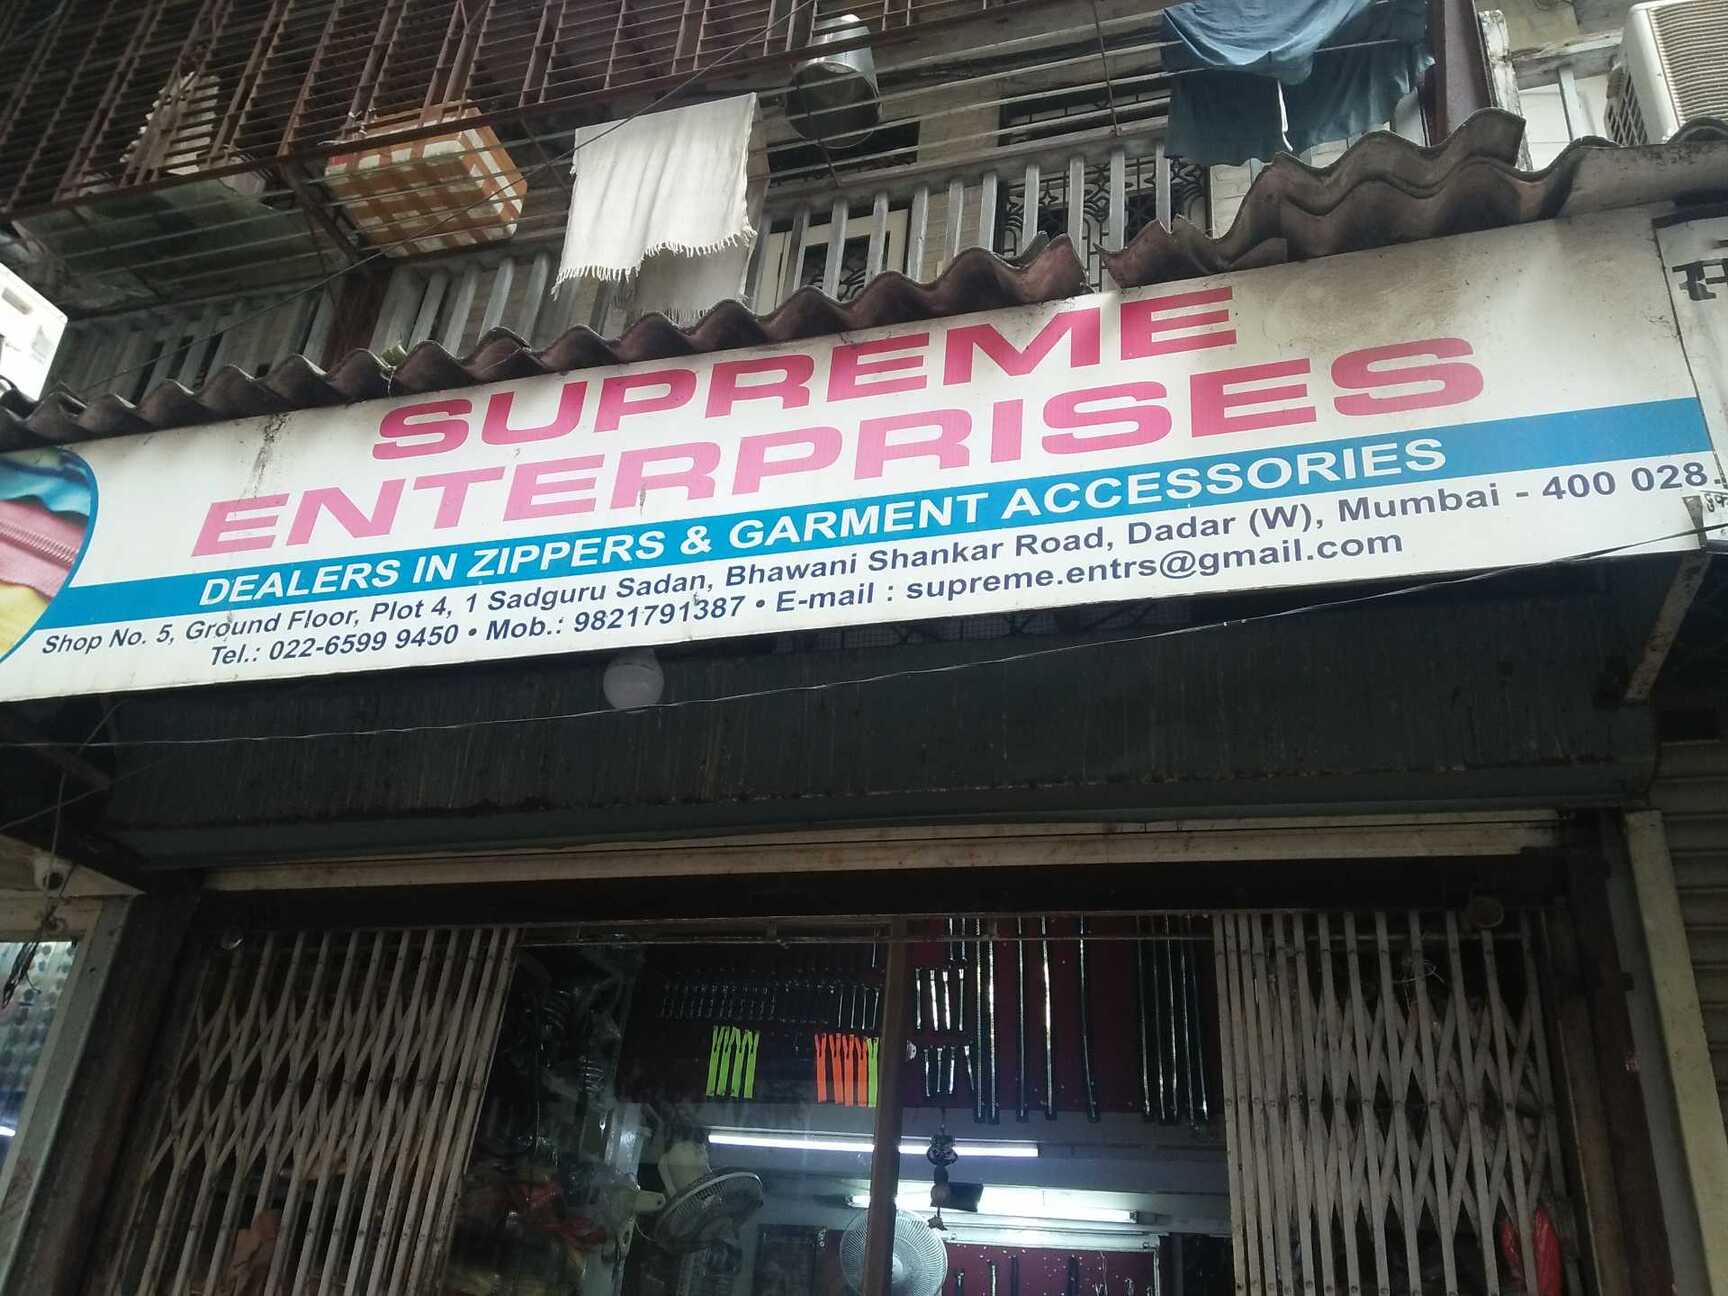 SUPREME
ENTERPRISES
DEALERS IN ZIPPERS & GARMENT ACCESSORIES
Shop No. 5, Ground Floor, Plot 4, 1 Sadguru Sadan, Bhawani Shankar Road, Dadar (W), Mumbai - 400 028.
Tel.: 022-6599 9450 • Mob.: 9821791387 • E-mail : supreme.entrs@gmail.com